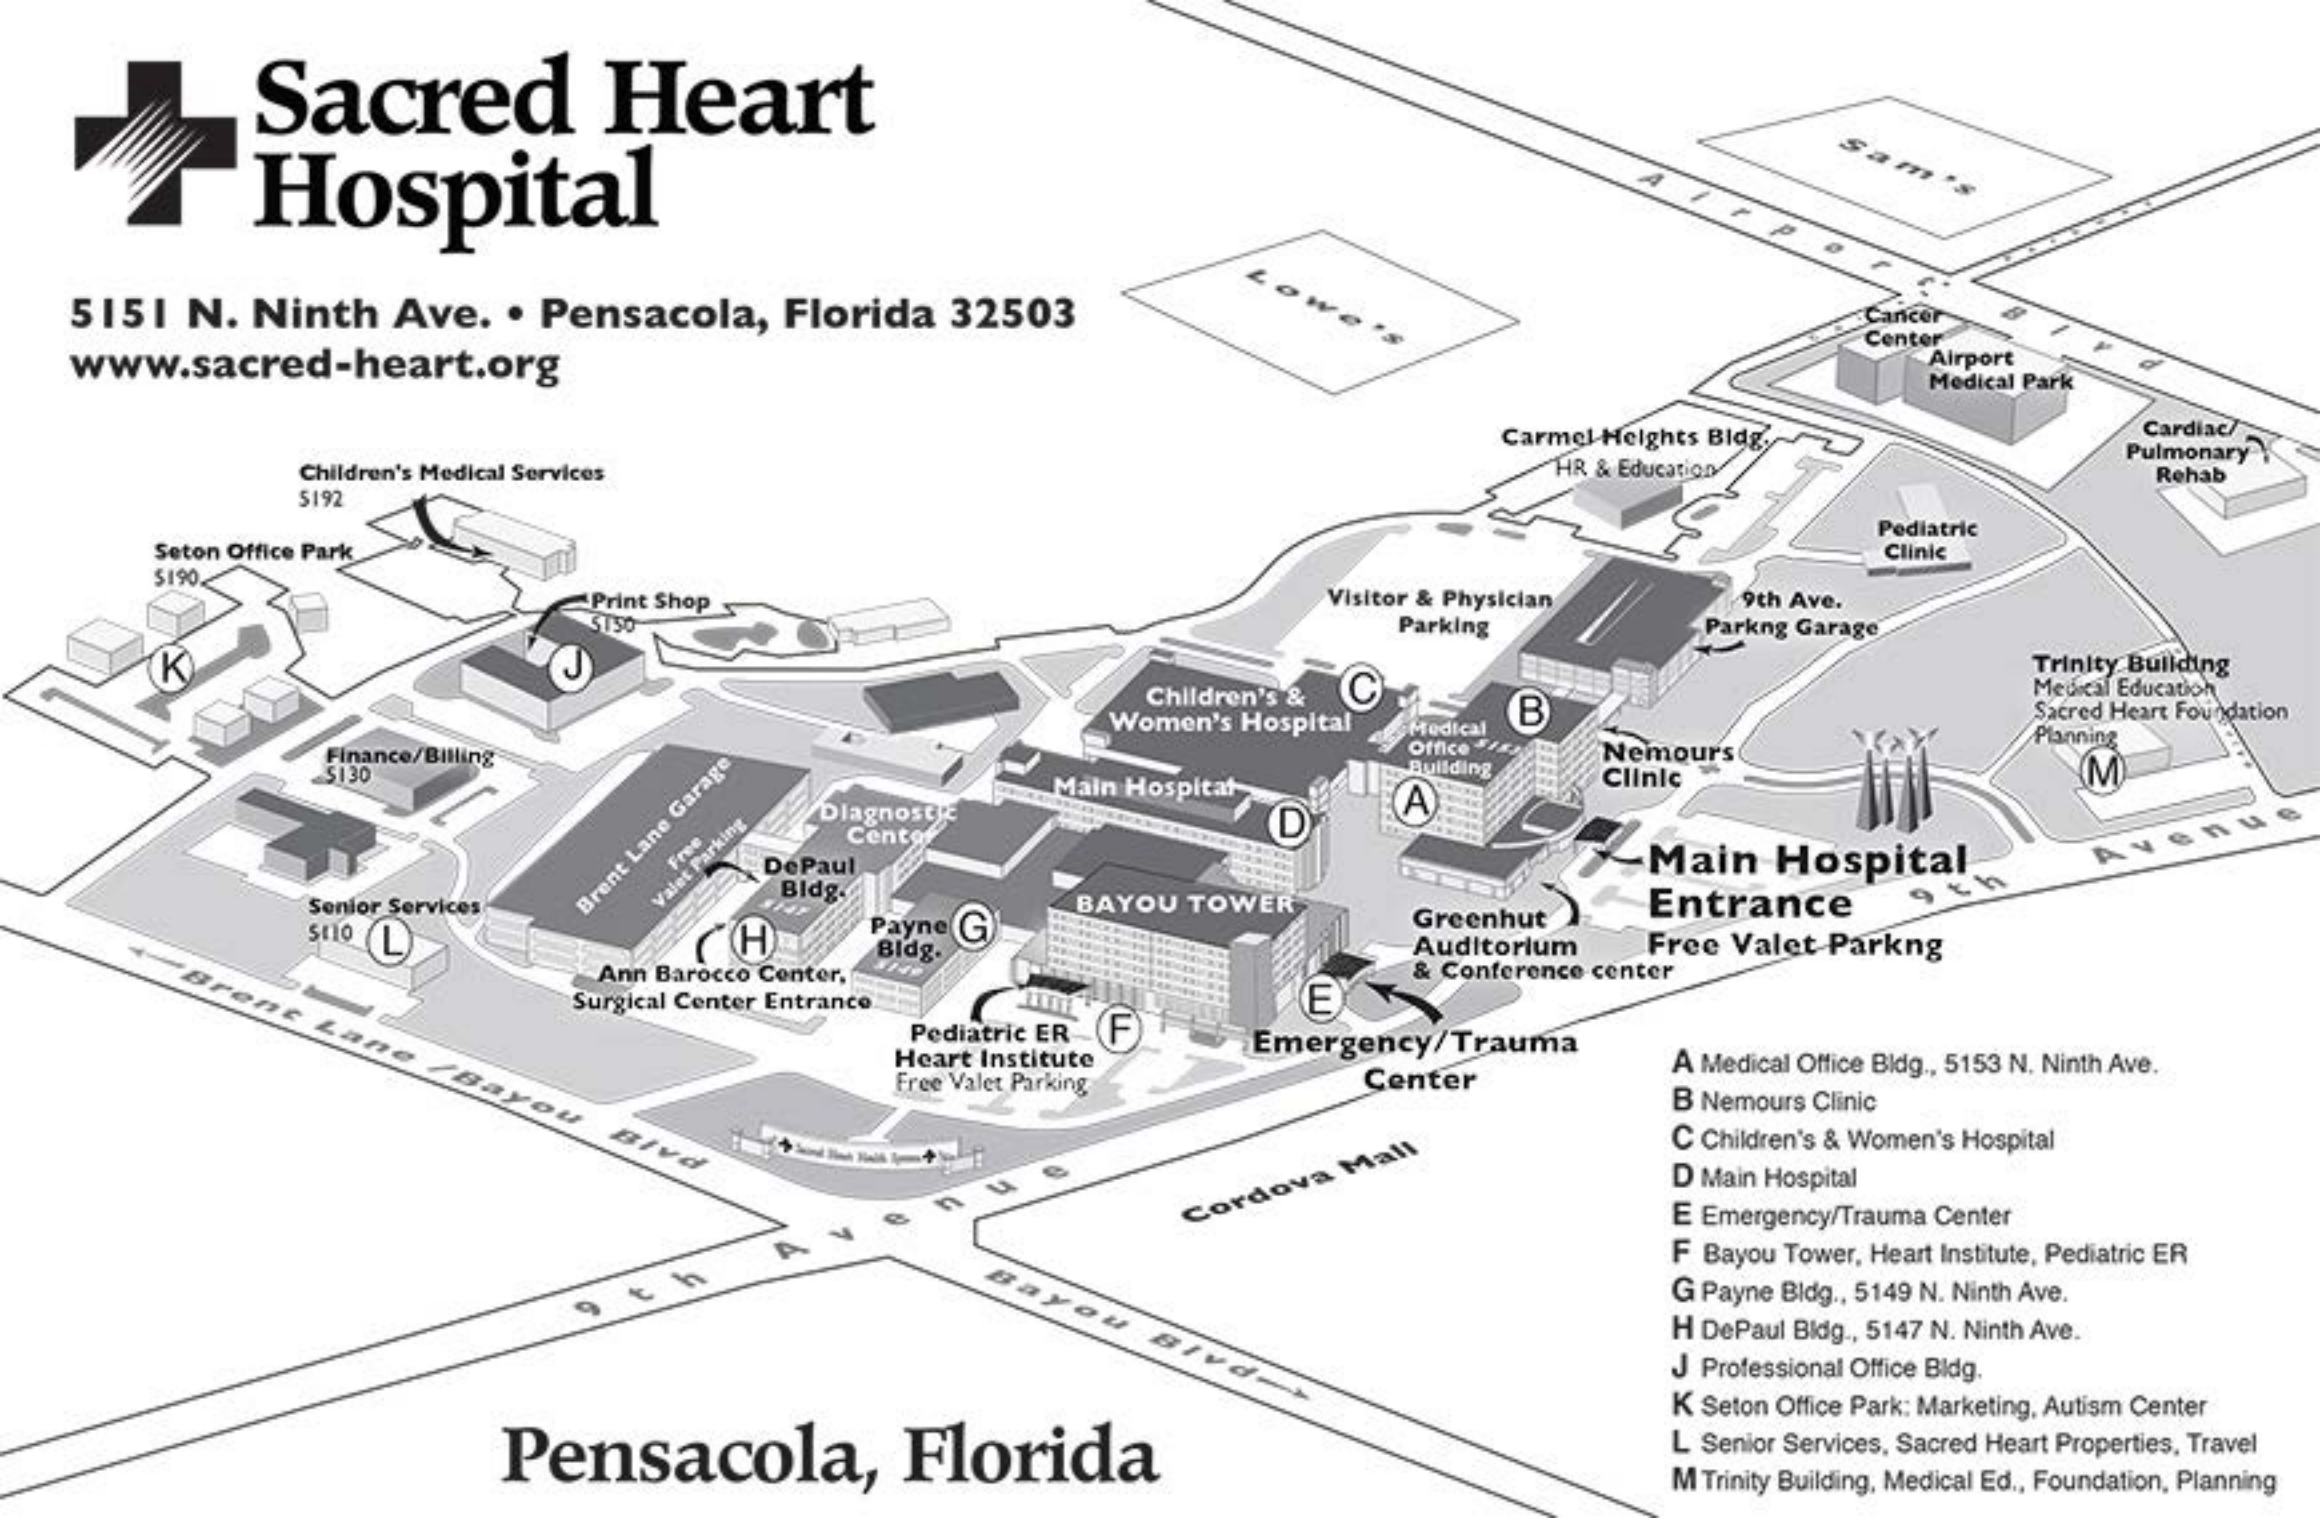 Sacred Heart
Hospital
5151 N. Ninth Ave. • Pensacola, Florida 32503
www.sacred-heart.org
Sam's
Airport Blvd
Lowe's
Cancer
Center
Airport
Medical Park
Cardiac/
Pulmonary
Rehab
Carmel Heights Bldg.
HR & Education
Pediatric
Clinic
Children's Medical Services
5192
Seton Office Park
5190
K
Print Shop
5150
J
Visitor & Physician
Parking
9th Ave.
Parkng Garage
Trinity Building
Medical Education
Sacred Heart Foundation
Planning
M
Children's &
Women's Hospital
C
B
Medical
Office 5153
Building
A
Nemours
Clinic
Finance/Billing
5130
Brent Lane Garage
Free
Valet Parking
Diagnostic
Center
Main Hospital
D
DePaul
Bldg.
5147
H
Main Hospital
Entrance
Free Valet Parkng
Senior Services
5110
L
Payne
Bldg.
G
5149
BAYOU TOWER
Greenhut
Auditorium
& Conference center
Ann Barocco Center,
Surgical Center Entrance
E
F
Pediatric ER
Heart Institute
Free Valet Parking
Emergency/Trauma
Center
9th Avenue
Brent Lane /Bayou Blvd
Sacred Heart Health System
Cordova Mall
9th Avenue
Bayou Blvd
A Medical Office Bldg., 5153 N. Ninth Ave.
B Nemours Clinic
C Children's & Women's Hospital
D Main Hospital
E Emergency/Trauma Center
F Bayou Tower, Heart Institute, Pediatric ER
G Payne Bldg., 5149 N. Ninth Ave.
H DePaul Bldg., 5147 N. Ninth Ave.
J Professional Office Bldg.
K Seton Office Park: Marketing, Autism Center
L Senior Services, Sacred Heart Properties, Travel
M Trinity Building, Medical Ed., Foundation, Planning
Pensacola, Florida